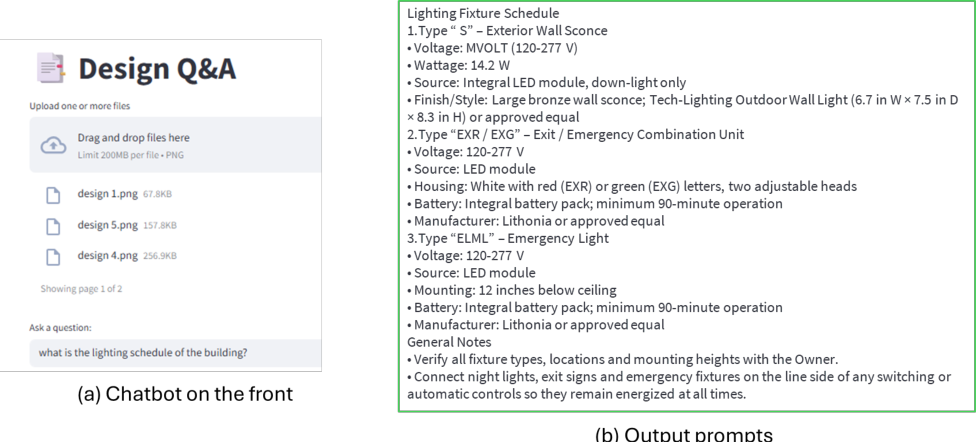 Design Q&A
Upload one or more files
Drag and drop files here
Limit 200MB per file • PNG
design 1.png 67.8KB
design 5.png 157.8KB
design 4.png 256.9KB
Showing page 1 of 2
Ask a question:
what is the lighting schedule of the building?
(a) Chatbot on the front
Lighting Fixture Schedule
1.Type “ S” – Exterior Wall Sconce
• Voltage: MVOLT (120-277 V)
• Wattage: 14.2 W
• Source: Integral LED module, down-light only
• Finish/Style: Large bronze wall sconce; Tech-Lighting Outdoor Wall Light (6.7 in W × 7.5 in D
× 8.3 in H) or approved equal
2.Type “EXR / EXG” – Exit / Emergency Combination Unit
• Voltage: 120-277 V
• Source: LED module
• Housing: White with red (EXR) or green (EXG) letters, two adjustable heads
• Battery: Integral battery pack; minimum 90-minute operation
• Manufacturer: Lithonia or approved equal
3.Type “ELML” – Emergency Light
• Voltage: 120-277 V
• Source: LED module
• Mounting: 12 inches below ceiling
• Battery: Integral battery pack; minimum 90-minute operation
• Manufacturer: Lithonia or approved equal
General Notes
• Verify all fixture types, locations and mounting heights with the Owner.
• Connect night lights, exit signs and emergency fixtures on the line side of any switching or
automatic controls so they remain energized at all times.
(b) Output prompts